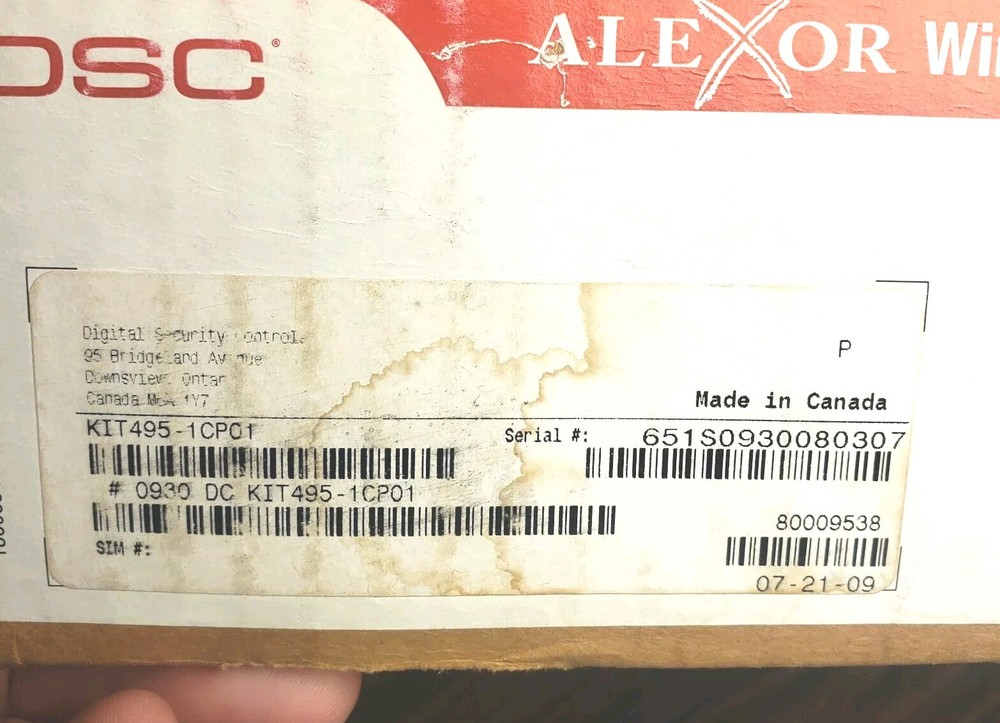 DSC®
ALEXOR
Digital Security Control
95 Bridgeland Avenue
Downsview, Ontar
Canada 1Y7
Made in Canada
P
KIT495-1CP01
Serial #: 651S0930080307
# 0930 DC KIT495-1CP01
80009538
SIM #:
07-21-09